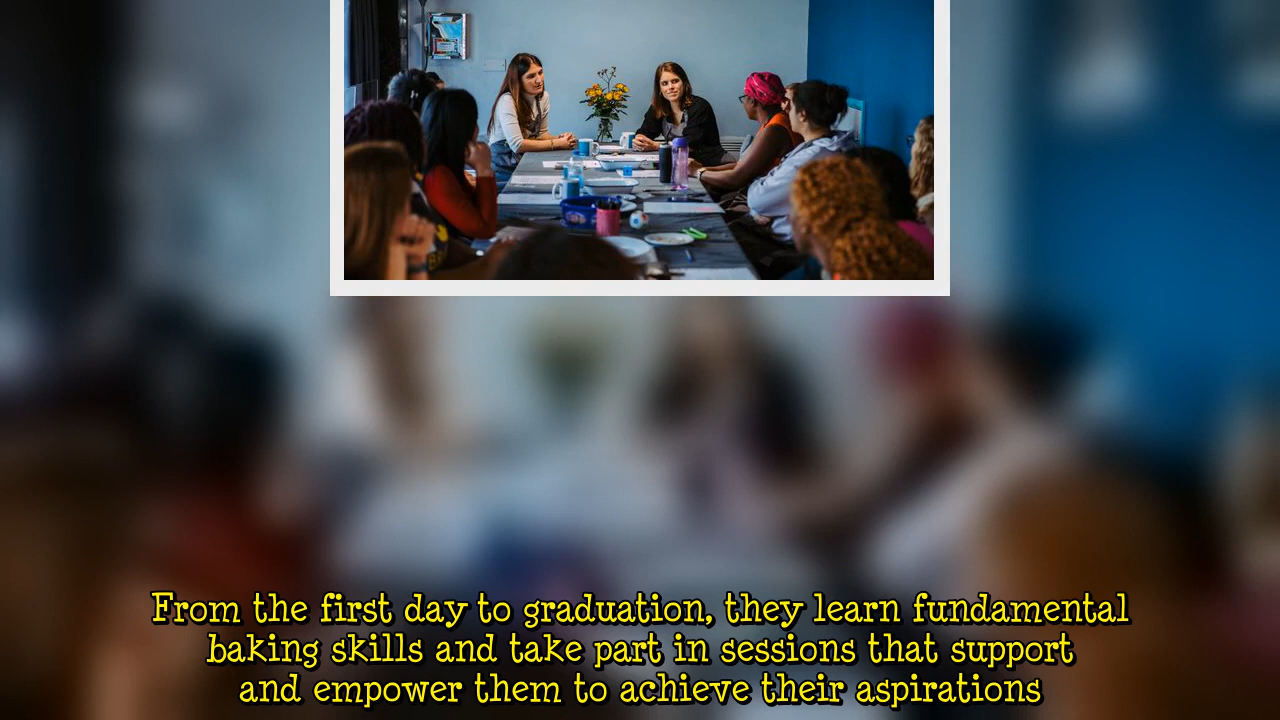 From the first day to graduation, they learn fundamental
baking skills and take part in sessions that support
and empower them to achieve their aspirations